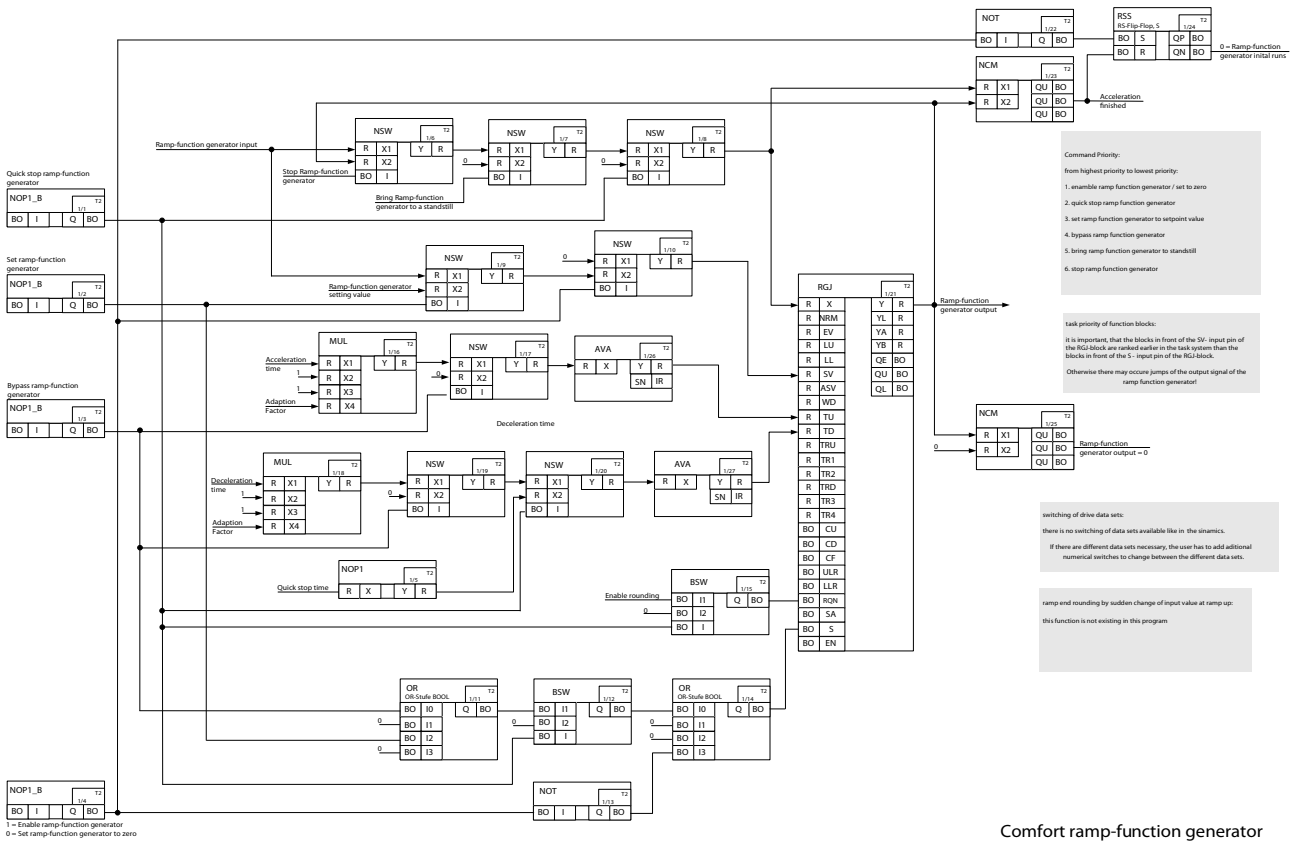 NOT
T2
1/22
BO I Q BO
RSS
RS-Flip-Flop, S
T2
1/24
BO S QP BO
BO R QN BO
0 = Ramp-function
generator inital runs
NCM
T2
1/23
R X1 QU BO
R X2 QU BO
QU BO
Acceleration
finished
Ramp-function generator input
NSW
T2
1/6
R X1 Y R
R X2
BO I
Stop Ramp-function
generator
NSW
T2
1/7
R X1 Y R
0
R X2
BO I
Bring Ramp-function
generator to a standstill
NSW
T2
1/8
R X1 Y R
0
R X2
BO I
Command Priority:
from highest priority to lowest priority:
1. enamble ramp function generator / set to zero
2. quick stop ramp-function generator
3. set ramp function generator to setpoint value
4. bypass ramp function generator
5. bring ramp function generator to standstill
6. stop ramp function generator
Quick stop ramp-function
generator
NOP1_B
T2
1/1
BO I Q BO
Set ramp-function
generator
NOP1_B
T2
1/2
BO I Q BO
NSW
T2
1/9
R X1 Y R
R X2
BO I
Ramp-function generator
setting value
NSW
T2
1/10
0
R X1 Y R
R X2
BO I
RGJ
T2
1/21
R X Y R
R NRM YL R
R EV YA R
R LU YB R
R LL QE BO
R SV QU BO
R ASV QL BO
R WD
R TU
R TD
R TRU
R TR1
R TR2
R TRD
R TR3
R TR4
BO CU
BO CD
BO CF
BO ULR
BO LLR
BO RQN
BO SA
BO S
BO EN
Ramp-function
generator output
task priority of function blocks:
it is important, that the blocks in front of the SV- input pin of
the RGJ-block are ranked earlier in the task system than the
blocks in front of the S - input pin of the RGJ-block.
Otherwise there may occure jumps of the output signal of the
ramp function generator!
MUL
T2
1/16
Acceleration
time
R X1 Y R
1
R X2
1
R X3
R X4
Adaption
Factor
NSW
T2
1/17
R X1 Y R
0
R X2
BO I
AVA
T2
1/26
R X Y R
SN IR
Bypass ramp-function
generator
NOP1_B
T2
1/3
BO I Q BO
Deceleration time
NCM
T2
1/25
R X1 QU BO
0
R X2 QU BO
QU BO
Ramp-function
generator output = 0
MUL
T2
1/18
Deceleration
time
R X1 Y R
1
R X2
1
R X3
R X4
Adaption
Factor
NSW
T2
1/19
R X1 Y R
0
R X2
BO I
NSW
T2
1/20
R X1 Y R
R X2
BO I
AVA
T2
1/27
R X Y R
SN IR
switching of drive data sets:
there is no switching of data sets available like in the sinamics.
If there are different data sets necessary, the user has to add aditional
numerical switches to change between the different data sets.
NOP1
T2
1/5
Quick stop time
R X Y R
BSW
T2
1/15
Enable rounding
BO I1 Q BO
0
BO I2
BO I
ramp end rounding by sudden change of input value at ramp up:
this function is not existing in this program
OR
OR-Stufe BOOL
T2
1/11
BO I0 Q BO
0
BO I1
BO I2
0
BO I3
BSW
T2
1/12
BO I1 Q BO
0
BO I2
BO I
OR
OR-Stufe BOOL
T2
1/14
BO I0 Q BO
0
BO I1
0
BO I2
BO I3
NOP1_B
T2
1/4
BO I Q BO
1 = Enable ramp-function generator
0 = Set ramp-function generator to zero
NOT
T2
1/13
BO I Q BO
Comfort ramp-function generator